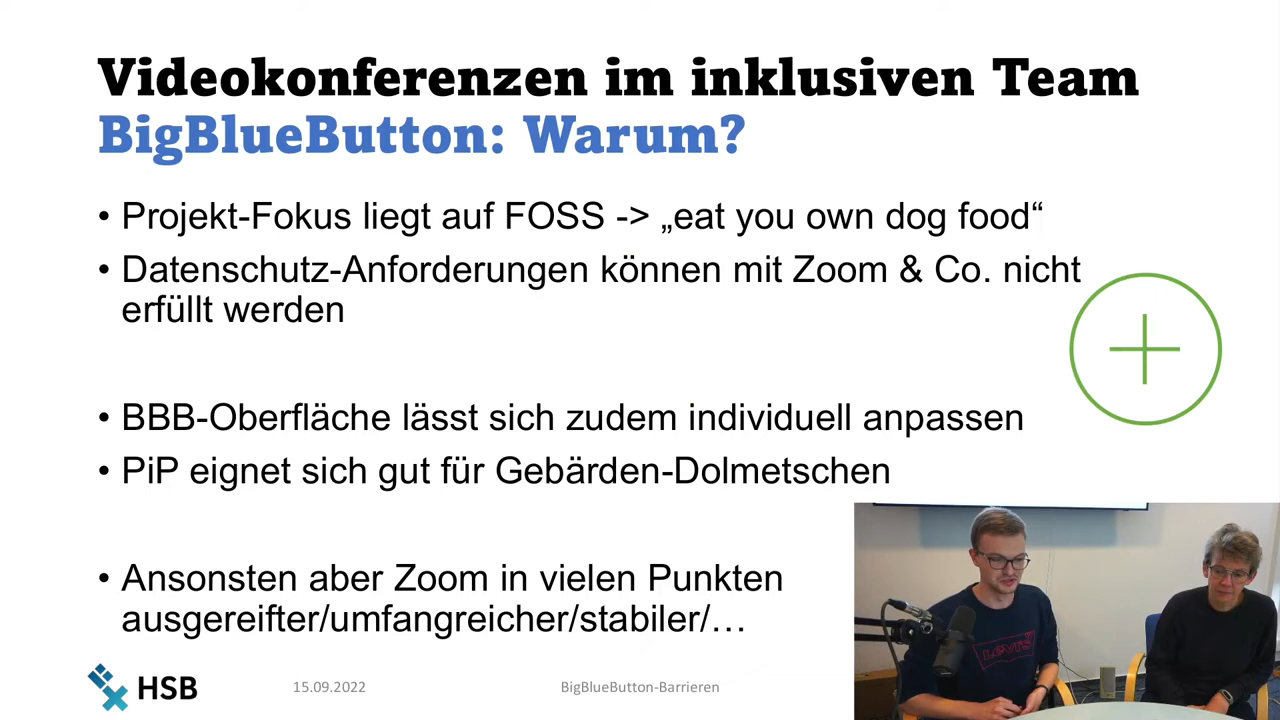 Videokonferenzen im inklusiven Team
BigBlueButton: Warum?
• Projekt-Fokus liegt auf FOSS -> „eat you own dog food“
• Datenschutz-Anforderungen können mit Zoom & Co. nicht
erfüllt werden
• BBB-Oberfläche lässt sich zudem individuell anpassen
• PiP eignet sich gut für Gebärden-Dolmetschen
• Ansonsten aber Zoom in vielen Punkten
ausgereifter/umfangreicher/stabiler/…
LEVI'S
HSB
15.09.2022
BigBlueButton-Barrieren